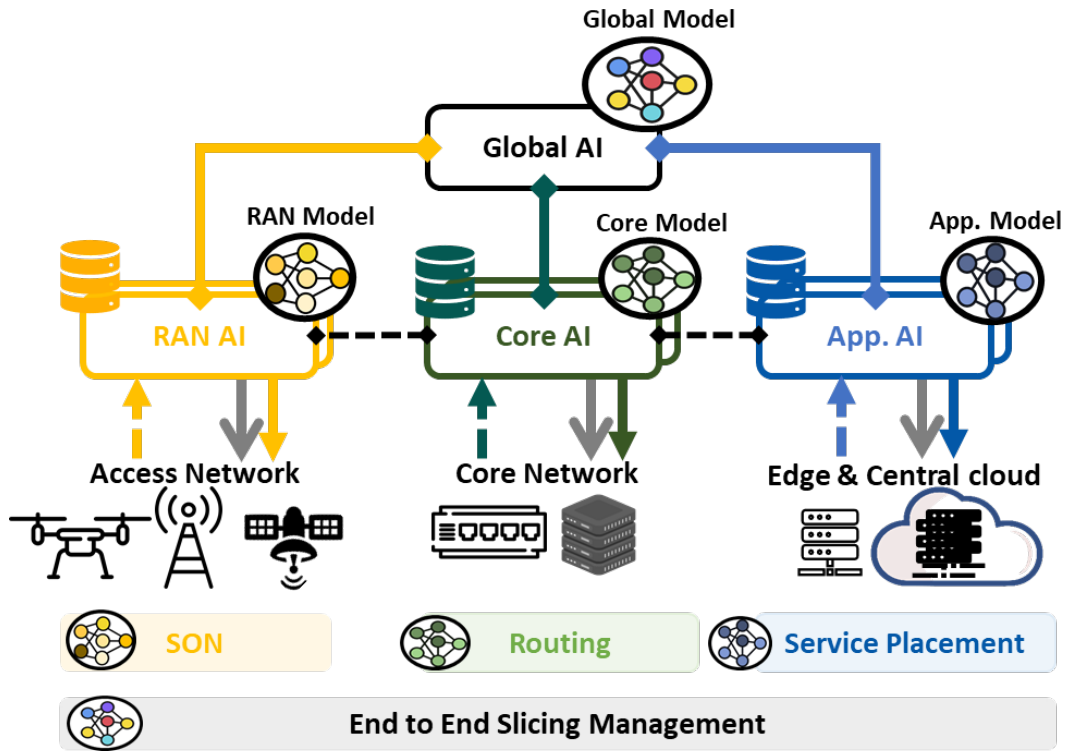 Global Model
Global AI
RAN Model
Core Model
App. Model
RAN AI
Core AI
App. AI
Access Network
Core Network
Edge & Central cloud
SON
Routing
Service Placement
End to End Slicing Management